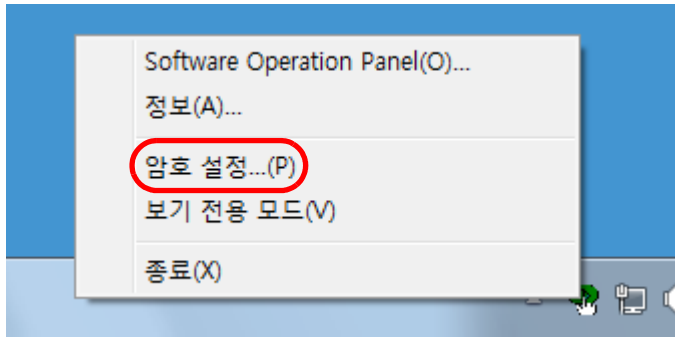 Software Operation Panel(O)...
정보(A)...
암호 설정...(P)
보기 전용 모드(V)
종료(X)